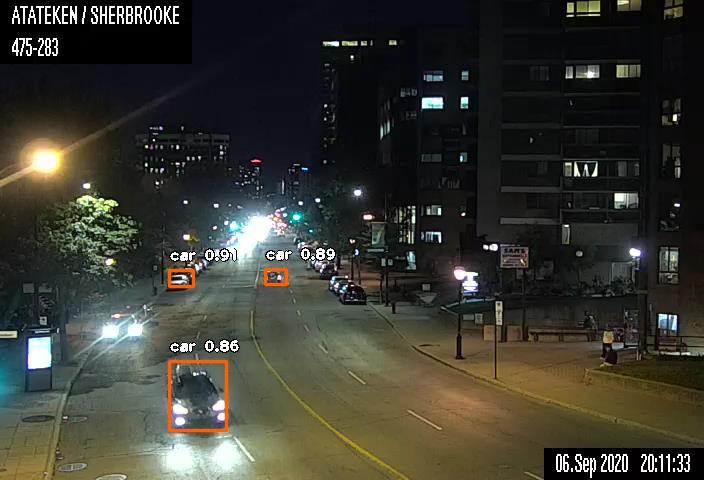 ATATEKEN / SHERBROOKE
475-283
car 0.91
car 0.89
car 0.86
06.Sep 2020 20:11:33